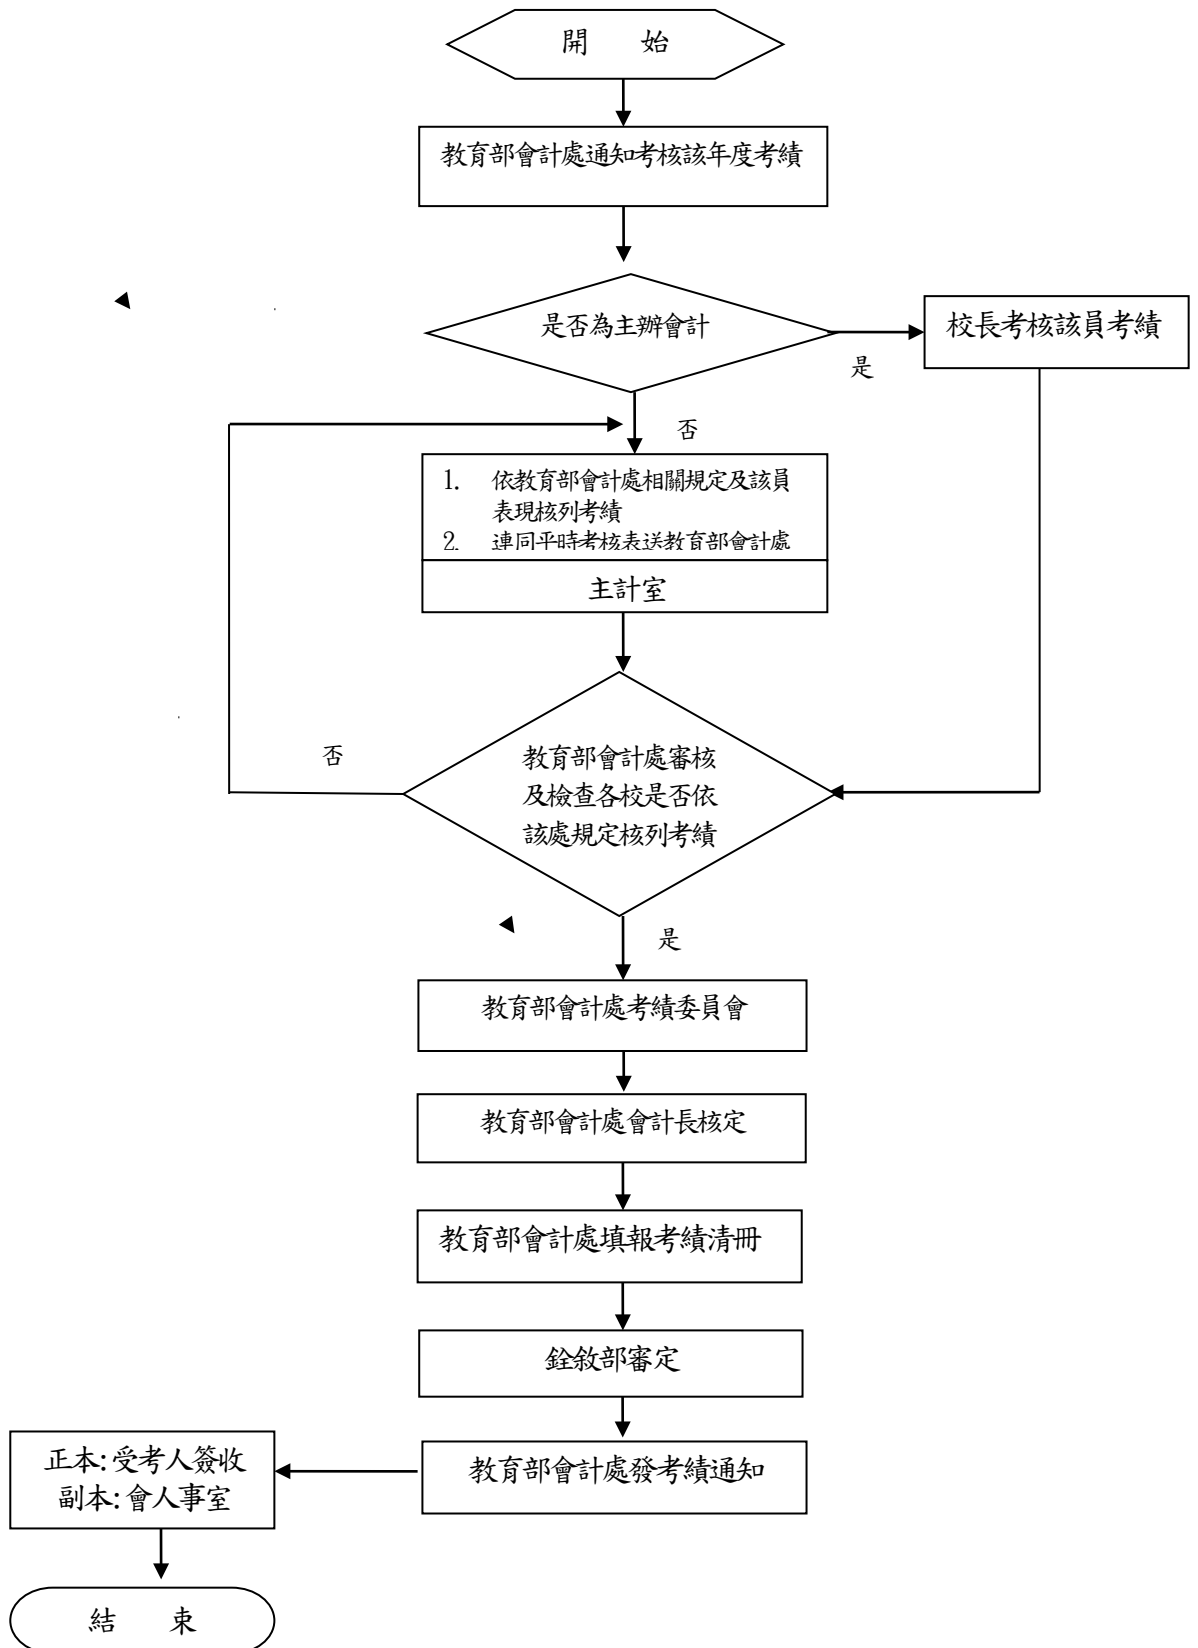 開 始
教育部會計處通知考核該年度考績
是否為主辦會計
校長考核該員考績
是
否
1. 依教育部會計處相關規定及該員
表現核列考績
2. 連同平時考核表送教育部會計處
主計室
否
教育部會計處審核
及檢查各校是否依
該處規定核列考績
是
教育部會計處考績委員會
教育部會計處會計長核定
教育部會計處填報考績清冊
銓敘部審定
教育部會計處發考績通知
正本:受考人簽收
副本:會人事室
結 束